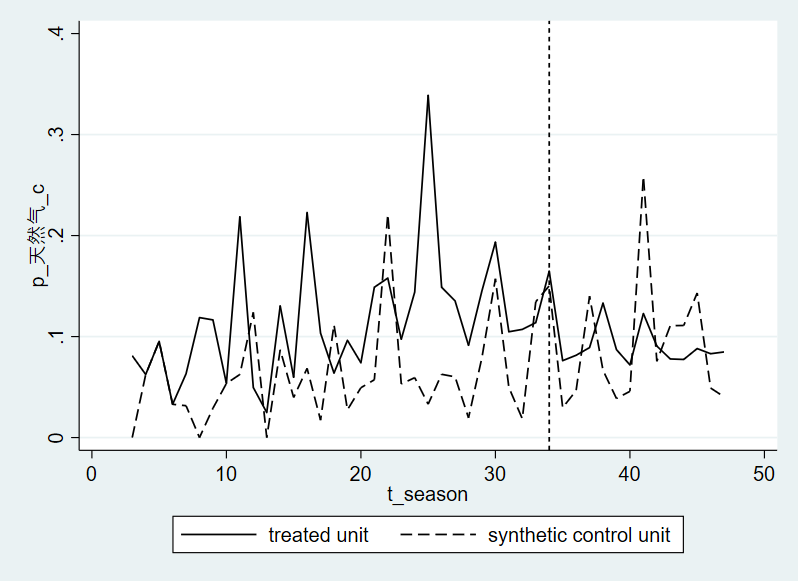 .4
.3
.2
.1
0
p_天然气_c
0 10 20 30 40 50
t_season
treated unit synthetic control unit